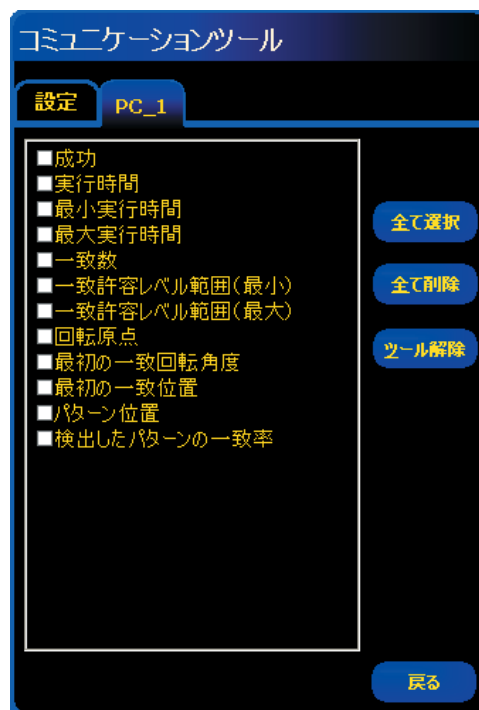 コミュニケーションツール
設定 PC_1
成功
実行時間
最小実行時間
最大実行時間
一致数
一致許容レベル範囲(最小)
一致許容レベル範囲(最大)
回転原点
最初の一致回転角度
最初の一致位置
パターン位置
検出したパターンの一致率
全て選択
全て削除
ツール解除
戻る